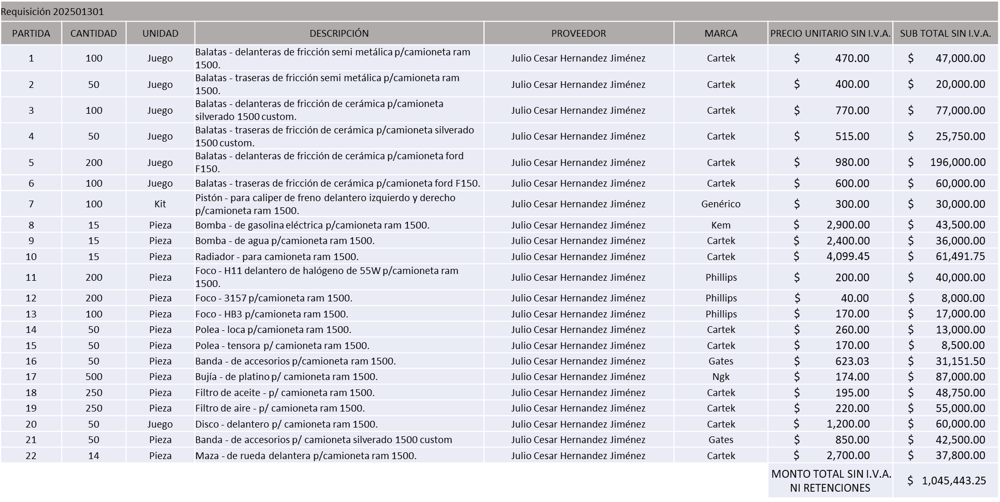 Requisición 202501301
PARTIDA CANTIDAD UNIDAD DESCRIPCIÓN PROVEEDOR MARCA PRECIO UNITARIO SIN I.V.A. SUB TOTAL SIN I.V.A.
1 100 Juego Balatas - delanteras de fricción semi metálica p/camioneta ram
1500. Julio Cesar Hernandez Jiménez Cartek $ 470.00 $ 47,000.00
2 50 Juego Balatas - traseras de fricción semi metálica p/camioneta ram
1500. Julio Cesar Hernandez Jiménez Cartek $ 400.00 $ 20,000.00
3 100 Juego Balatas - delanteras de fricción de cerámica p/camioneta
silverado 1500 custom. Julio Cesar Hernandez Jiménez Cartek $ 770.00 $ 77,000.00
4 50 Juego Balatas - traseras de fricción de cerámica p/camioneta silverado
1500 custom. Julio Cesar Hernandez Jiménez Cartek $ 515.00 $ 25,750.00
5 200 Juego Balatas - delanteras de fricción de cerámica p/camioneta ford
F150. Julio Cesar Hernandez Jiménez Cartek $ 980.00 $ 196,000.00
6 100 Juego Balatas - traseras de fricción de cerámica p/camioneta ford F150. Julio Cesar Hernandez Jiménez Cartek $ 600.00 $ 60,000.00
7 100 Kit Pistón - para caliper de freno delantero izquierdo y derecho
p/camioneta ram 1500. Julio Cesar Hernandez Jiménez Genérico $ 300.00 $ 30,000.00
8 15 Pieza Bomba - de gasolina eléctrica p/camioneta ram 1500. Julio Cesar Hernandez Jiménez Kem $ 2,900.00 $ 43,500.00
9 15 Pieza Bomba - de agua p/camioneta ram 1500. Julio Cesar Hernandez Jiménez Cartek $ 2,400.00 $ 36,000.00
10 15 Pieza Radiador - para camioneta ram 1500. Julio Cesar Hernandez Jiménez Cartek $ 4,099.45 $ 61,491.75
11 200 Pieza Foco - H11 delantero de halógeno de 55W p/camioneta ram
1500. Julio Cesar Hernandez Jiménez Phillips $ 200.00 $ 40,000.00
12 200 Pieza Foco - 3157 p/camioneta ram 1500. Julio Cesar Hernandez Jiménez Phillips $ 40.00 $ 8,000.00
13 100 Pieza Foco - HB3 p/camioneta ram 1500. Julio Cesar Hernandez Jiménez Phillips $ 170.00 $ 17,000.00
14 50 Pieza Polea - loca p/camioneta ram 1500. Julio Cesar Hernandez Jiménez Cartek $ 260.00 $ 13,000.00
15 50 Pieza Polea - tensora p/ camioneta ram 1500. Julio Cesar Hernandez Jiménez Cartek $ 170.00 $ 8,500.00
16 50 Pieza Banda - de accesorios p/camioneta ram 1500. Julio Cesar Hernandez Jiménez Gates $ 623.03 $ 31,151.50
17 500 Pieza Bujía - de platino p/ camioneta ram 1500. Julio Cesar Hernandez Jiménez Ngk $ 174.00 $ 87,000.00
18 250 Pieza Filtro de aceite - p/ camioneta ram 1500. Julio Cesar Hernandez Jiménez Cartek $ 195.00 $ 48,750.00
19 250 Pieza Filtro de aire - p/ camioneta ram 1500. Julio Cesar Hernandez Jiménez Cartek $ 220.00 $ 55,000.00
20 50 Juego Disco - delantero p/ camioneta ram 1500. Julio Cesar Hernandez Jiménez Cartek $ 1,200.00 $ 60,000.00
21 50 Pieza Banda - de accesorios p/ camioneta silverado 1500 custom Julio Cesar Hernandez Jiménez Gates $ 850.00 $ 42,500.00
22 14 Pieza Maza - de rueda delantera p/camioneta ram 1500. Julio Cesar Hernandez Jiménez Cartek $ 2,700.00 $ 37,800.00
MONTO TOTAL SIN I.V.A.
NI RETENCIONES $ 1,045,443.25